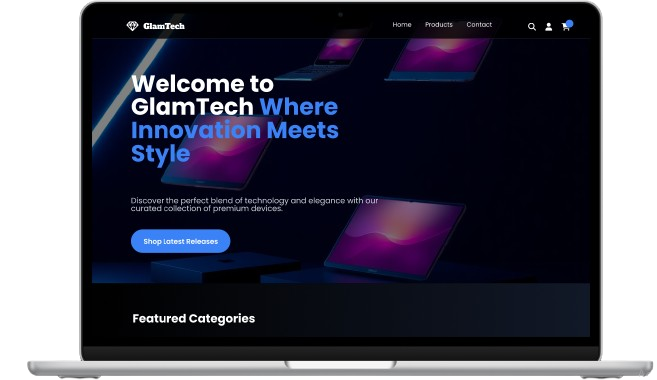 GlamTech
Home Products Contact
Welcome to
GlamTech Where
Innovation Meets
Style
Discover the perfect blend of technology and elegance with our
curated collection of premium devices.
Shop Latest Releases
Featured Categories